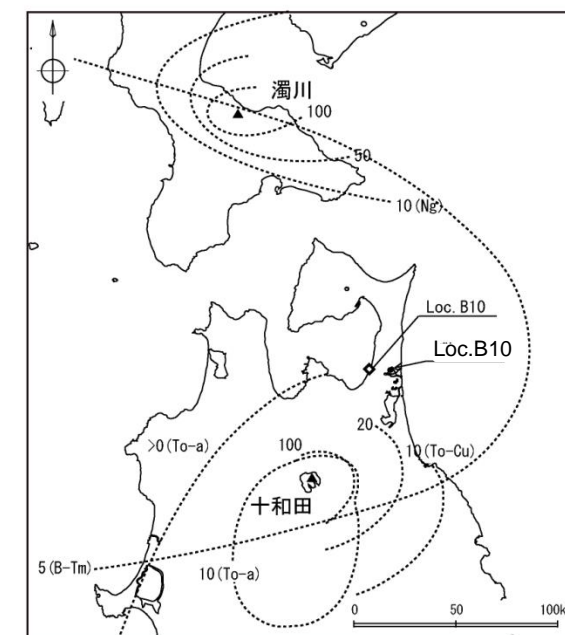 濁川
100
50
10(Ng)
Loc. B10
Loc.B10
20
>0(To-a)
100
10(To-Cu)
十和田
5(B-Tm)
10(To-a)
0
50
100k